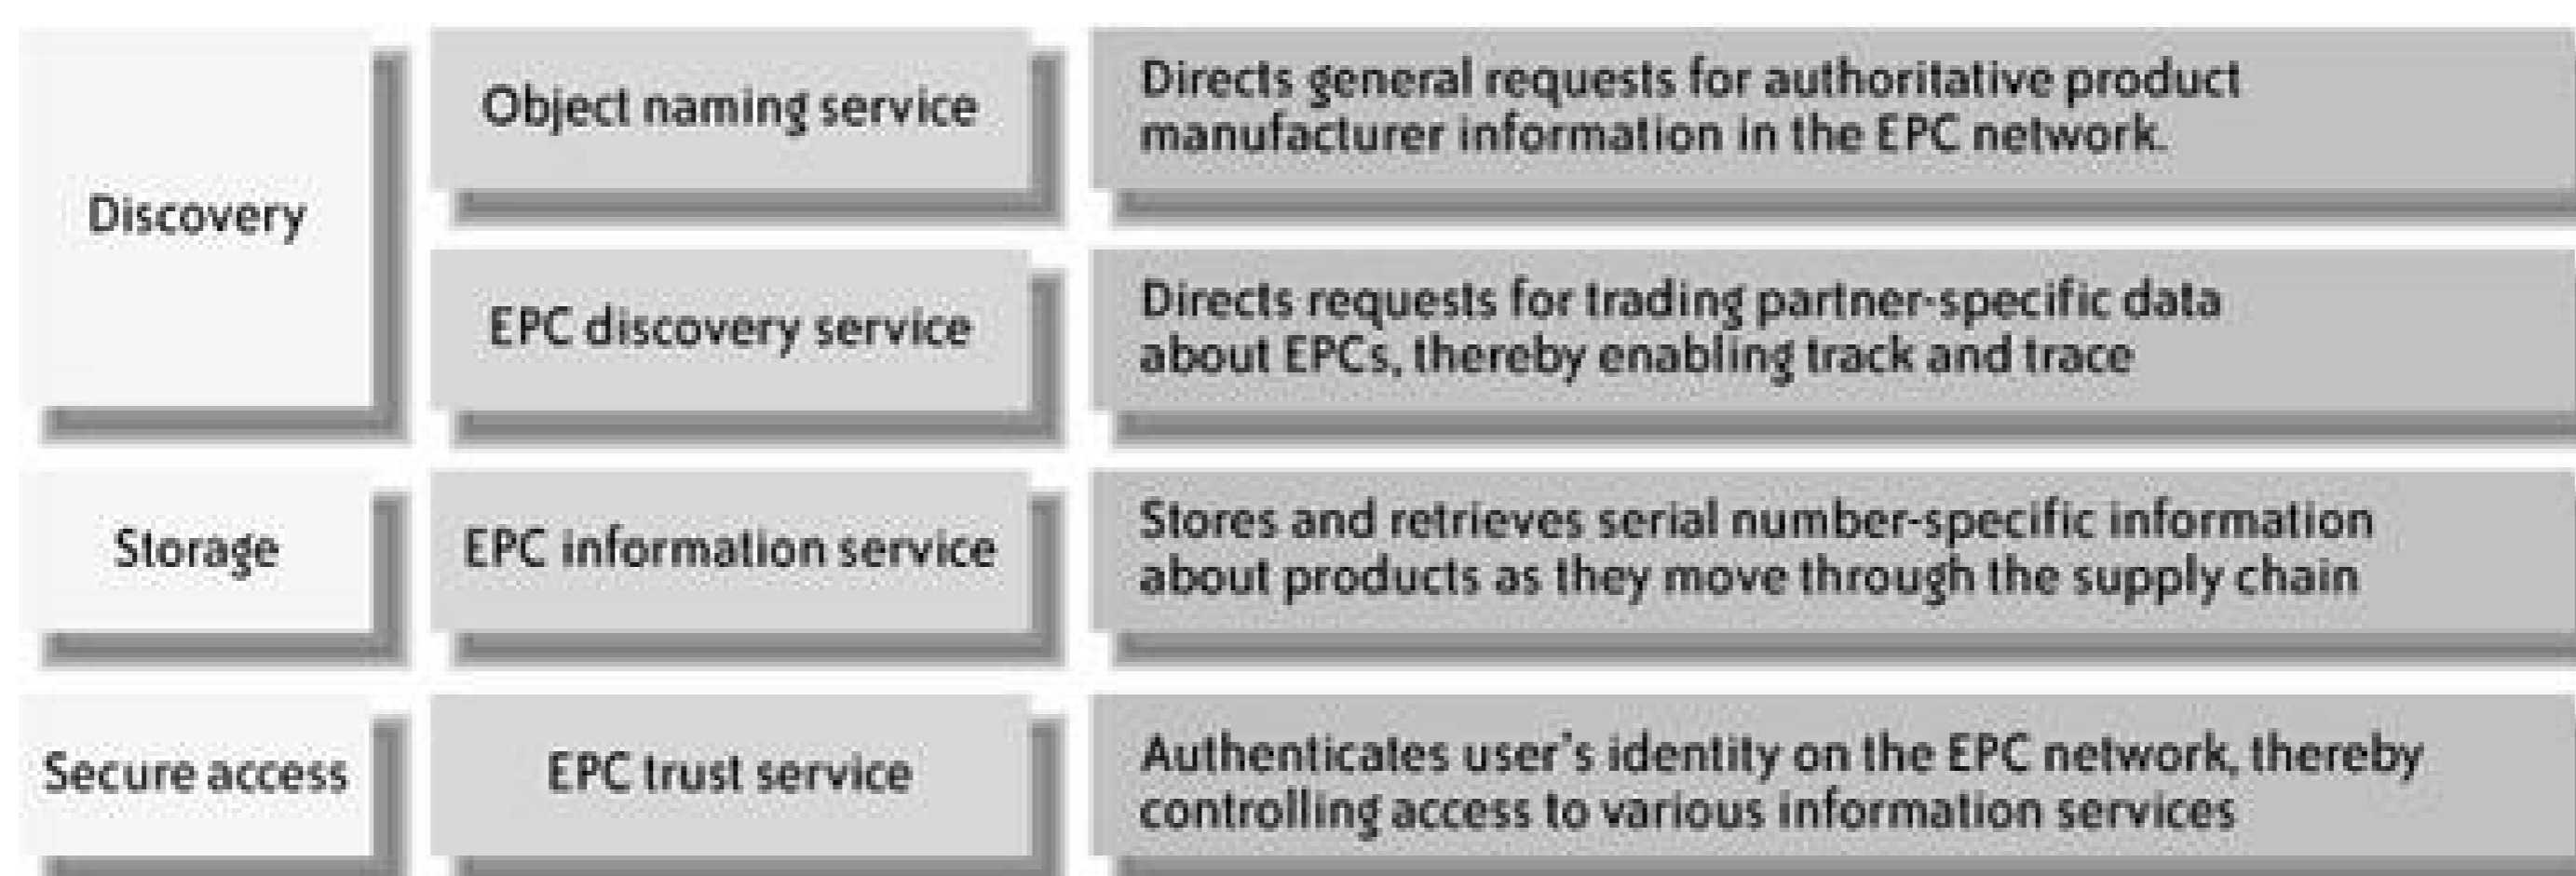 Discovery
Object naming service
Directs general requests for authoritative product
manufacturer information in the EPC network.
EPC discovery service
Directs requests for trading partner-specific data
about EPCs, thereby enabling track and trace
Storage
EPC information service
Stores and retrieves serial number-specific information
about products as they move through the supply chain
Secure access
EPC trust service
Authenticates user's identity on the EPC network, thereby
controlling access to various information services